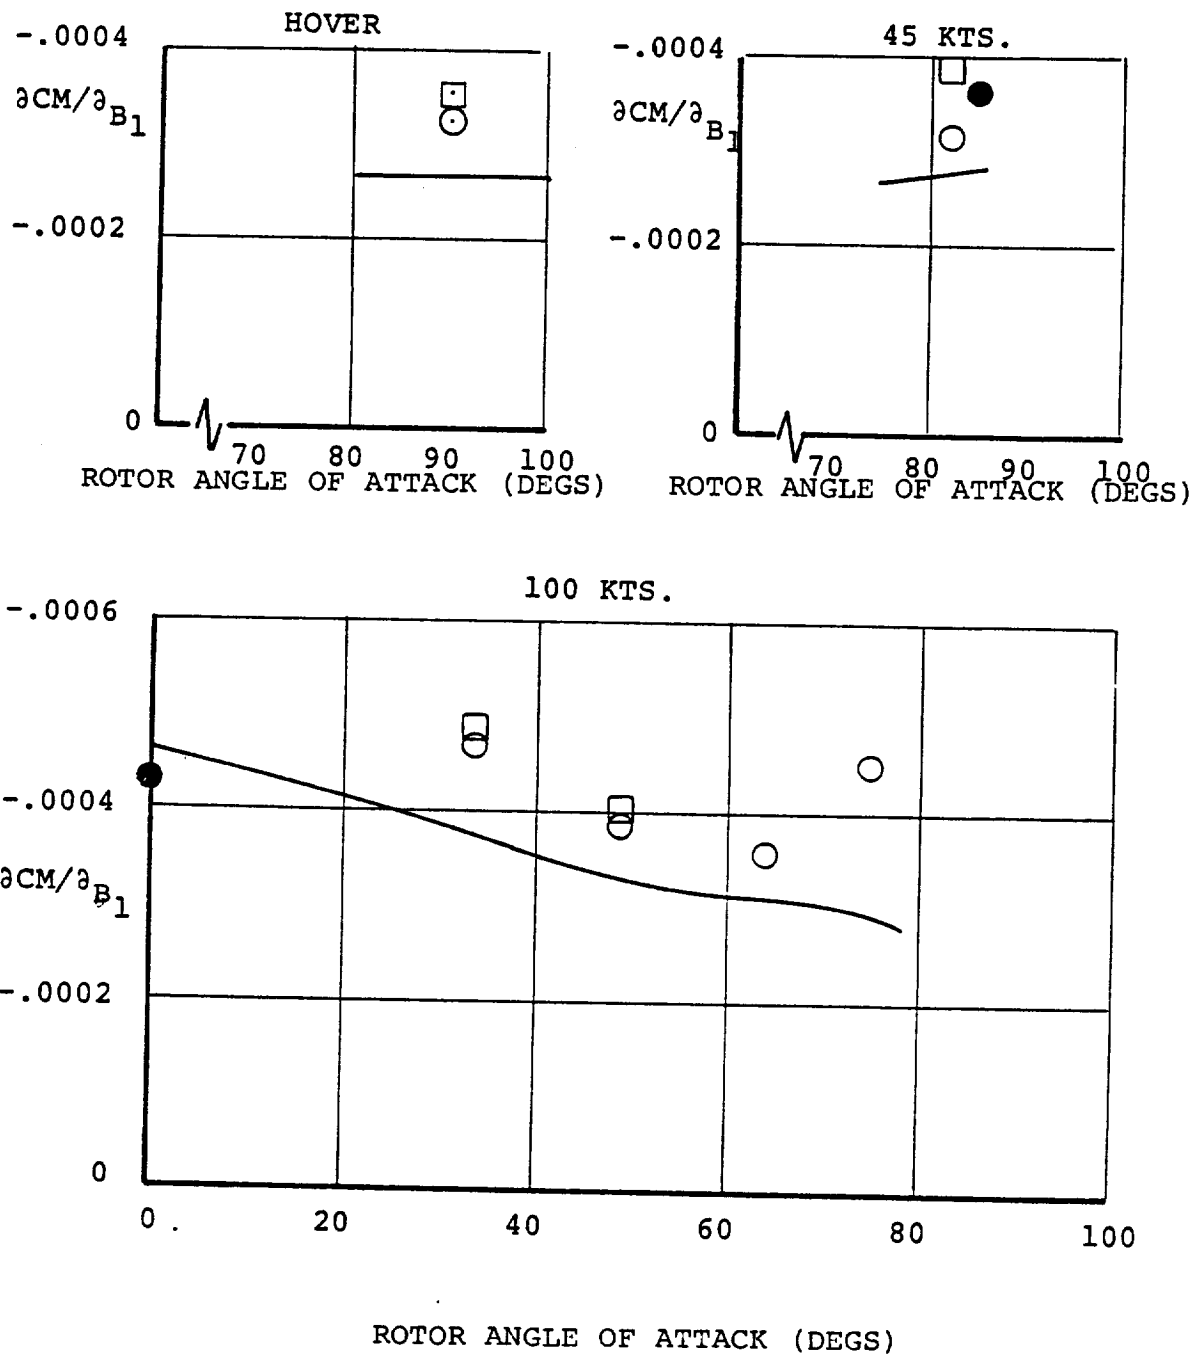 HOVER
-.0004
∂CM/∂B1
-.0002
0
70 80 90 100
ROTOR ANGLE OF ATTACK (DEGS)
45 KTS.
-.0004
∂CM/∂B1
-.0002
0
70 80 90 100
ROTOR ANGLE OF ATTACK (DEGS)
100 KTS.
-.0006
-.0004
∂CM/∂B1
-.0002
0
0 20 40 60 80 100
ROTOR ANGLE OF ATTACK (DEGS)